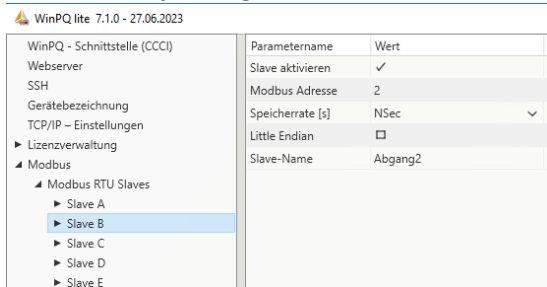 WinPQ lite 7.1.0 - 27.06.2023
WinPQ - Schnittstelle (CCCI)
Webserver
SSH
Gerätebezeichnung
TCP/IP – Einstellungen
Lizenzverwaltung
Modbus
Modbus RTU Slaves
Slave A
Slave B
Slave C
Slave D
Slave E
Parametername Wert
Slave aktivieren ✓
Modbus Adresse 2
Speicherrate [s] NSec
Little Endian
Slave-Name Abgang2